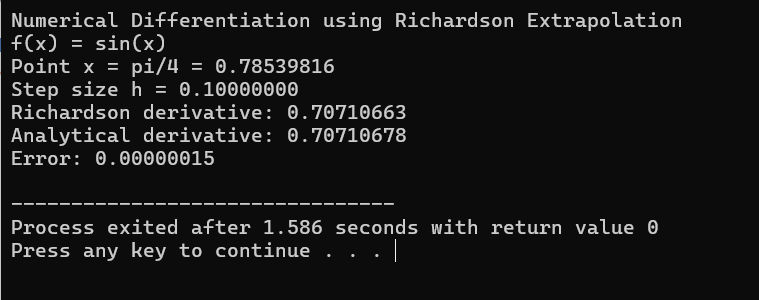 Numerical Differentiation using Richardson Extrapolation
f(x) = sin(x)
Point x = pi/4 = 0.78539816
Step size h = 0.10000000
Richardson derivative: 0.70710663
Analytical derivative: 0.70710678
Error: 0.00000015
--------------------------------
Process exited after 1.586 seconds with return value 0
Press any key to continue . . .